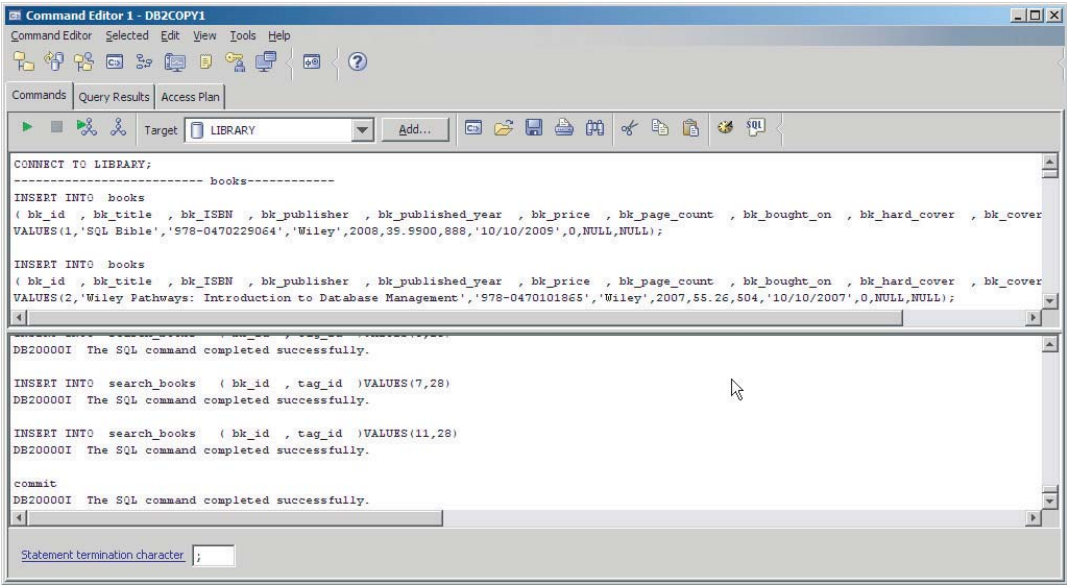 Command Editor 1 - DB2COPY1
Command Editor Selected Edit View Tools Help
Commands Query Results Access Plan
Target LIBRARY Add... SQL
CONNECT TO LIBRARY;
-------------------------- books------------
INSERT INTO books
( bk_id , bk_title , bk_ISBN , bk_publisher , bk_published_year , bk_price , bk_page_count , bk_bought_on , bk_hard_cover , bk_cover
VALUES(1,'SQL Bible','978-0470229064','Wiley',2008,39.9900,888,'10/10/2009',0,NULL,NULL);
INSERT INTO books
( bk_id , bk_title , bk_ISBN , bk_publisher , bk_published_year , bk_price , bk_page_count , bk_bought_on , bk_hard_cover , bk_cover
VALUES(2,'Wiley Pathways: Introduction to Database Management','978-0470101865','Wiley',2007,55.26,504,'10/10/2007',0,NULL,NULL);
DB20000I The SQL command completed successfully.
INSERT INTO search_books ( bk_id , tag_id )VALUES(7,28)
DB20000I The SQL command completed successfully.
INSERT INTO search_books ( bk_id , tag_id )VALUES(11,28)
DB20000I The SQL command completed successfully.
commit
DB20000I The SQL command completed successfully.
Statement termination character ;